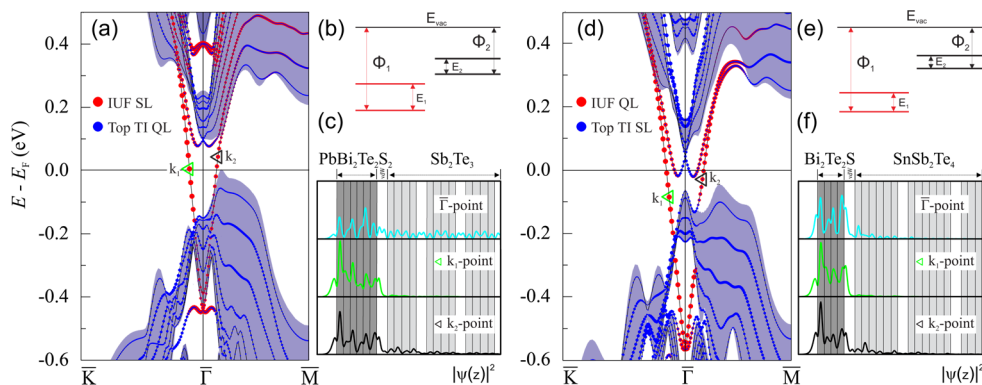 (a)
E - E_F (eV)
0.4
0.2
0.0
-0.2
-0.4
-0.6
IUF SL
Top TI QL
k₁
k₂
K̅ Γ̅ M̅
(b)
E_vac
Φ₁
Φ₂
E₂
E₁
(c)
PbBi₂Te₂S₂ vdW Sb₂Te₃
Γ̅-point
k₁-point
k₂-point
|ψ(z)|²
(d)
0.4
0.2
0.0
-0.2
-0.4
-0.6
IUF QL
Top TI SL
k₁
k₂
K̅ Γ̅ M̅
(e)
E_vac
Φ₁
Φ₂
E₂
E₁
(f)
Bi₂Te₂S vdW SnSb₂Te₄
Γ̅-point
k₁-point
k₂-point
|ψ(z)|²